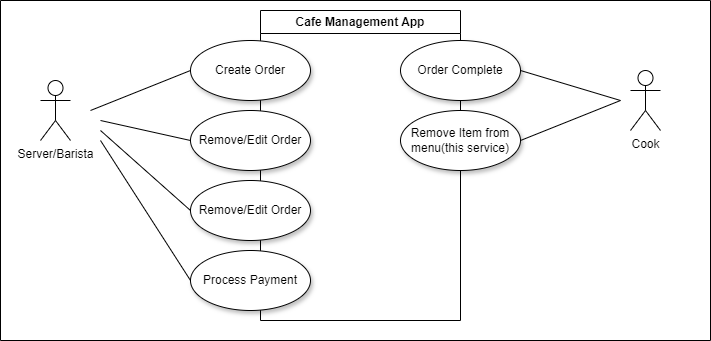 Cafe Management App
Create Order
Order Complete
Remove/Edit Order
Remove Item from
menu(this service)
Server/Barista
Cook
Remove/Edit Order
Process Payment